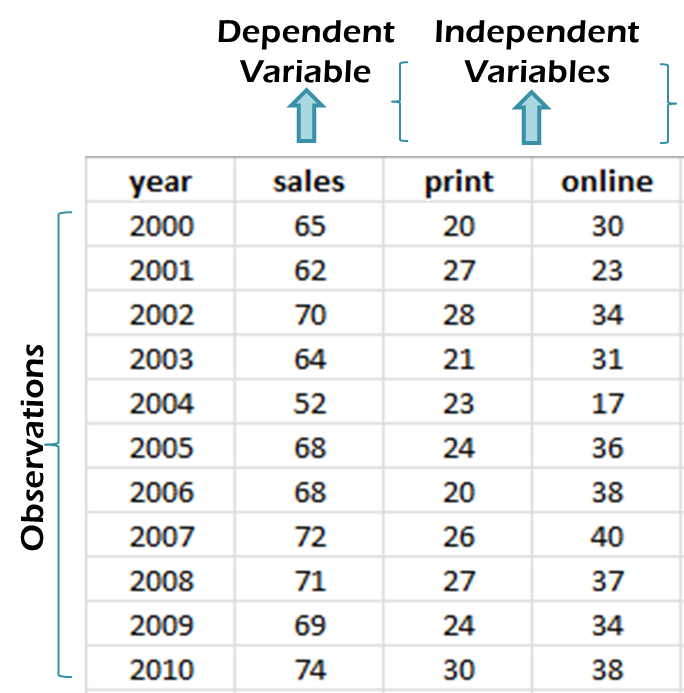 Dependent
Variable
Independent
Variables
Observations
year sales print online
2000 65 20 30
2001 62 27 23
2002 70 28 34
2003 64 21 31
2004 52 23 17
2005 68 24 36
2006 68 20 38
2007 72 26 40
2008 71 27 37
2009 69 24 34
2010 74 30 38